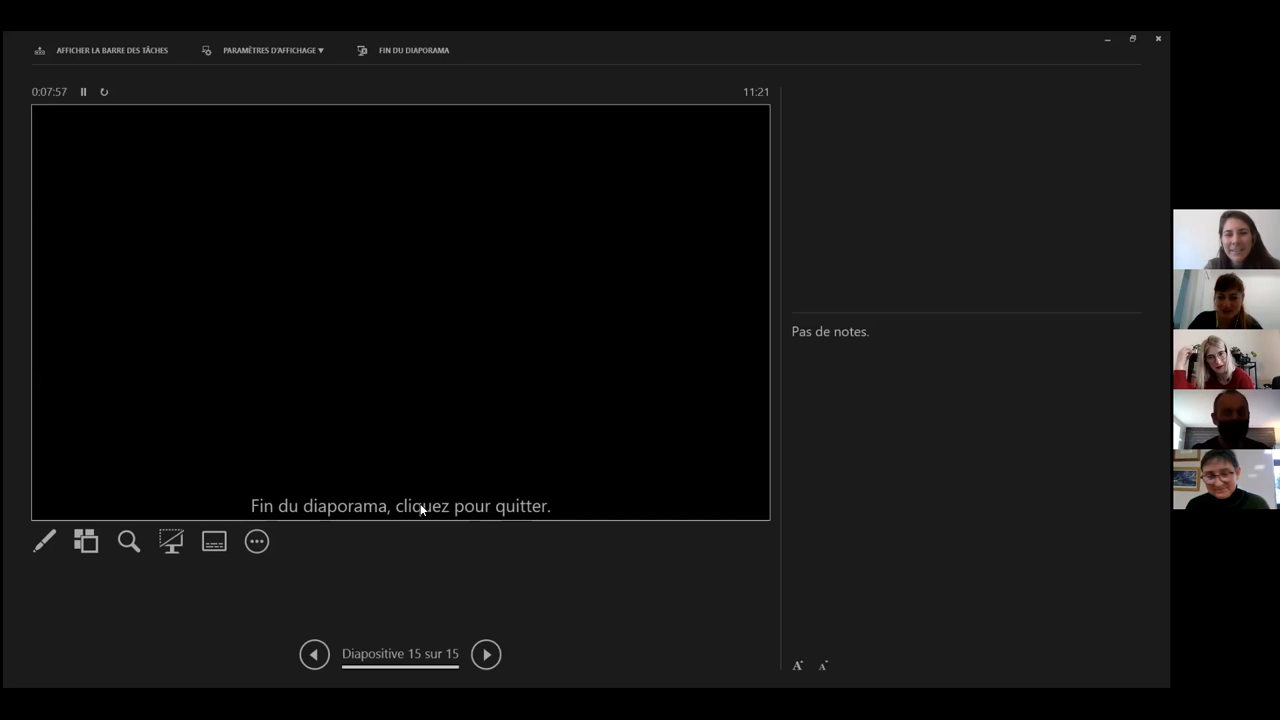 AFFICHER LA BARRE DES TÂCHES PARAMÈTRES D'AFFICHAGE ▼ FIN DU DIAPORAMA
0:07:57 11:21
Pas de notes.
Fin du diaporama, cliquez pour quitter.
Diapositive 15 sur 15
A A